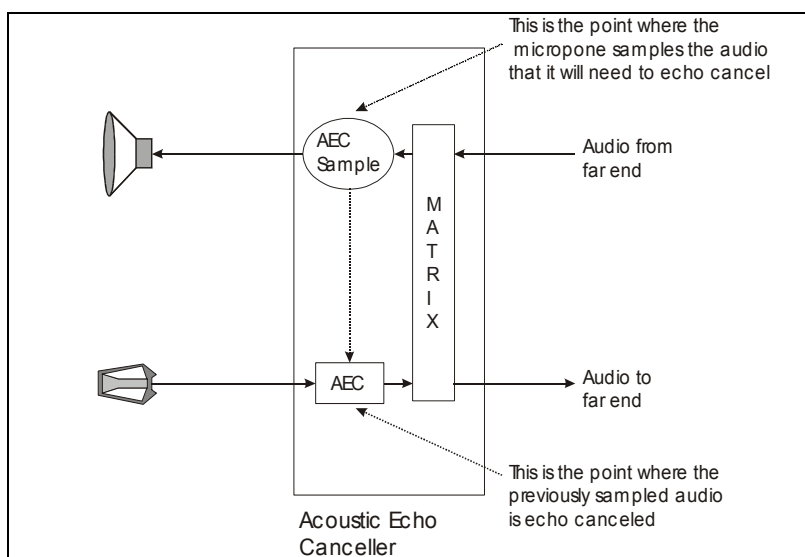 This is the point where the
micropone samples the audio
that it will need to echo cancel
AEC
Sample
Audio from
far end
M
A
T
R
I
X
AEC
Audio to
far end
This is the point where the
previously sampled audio
is echo canceled
Acoustic Echo
Canceller